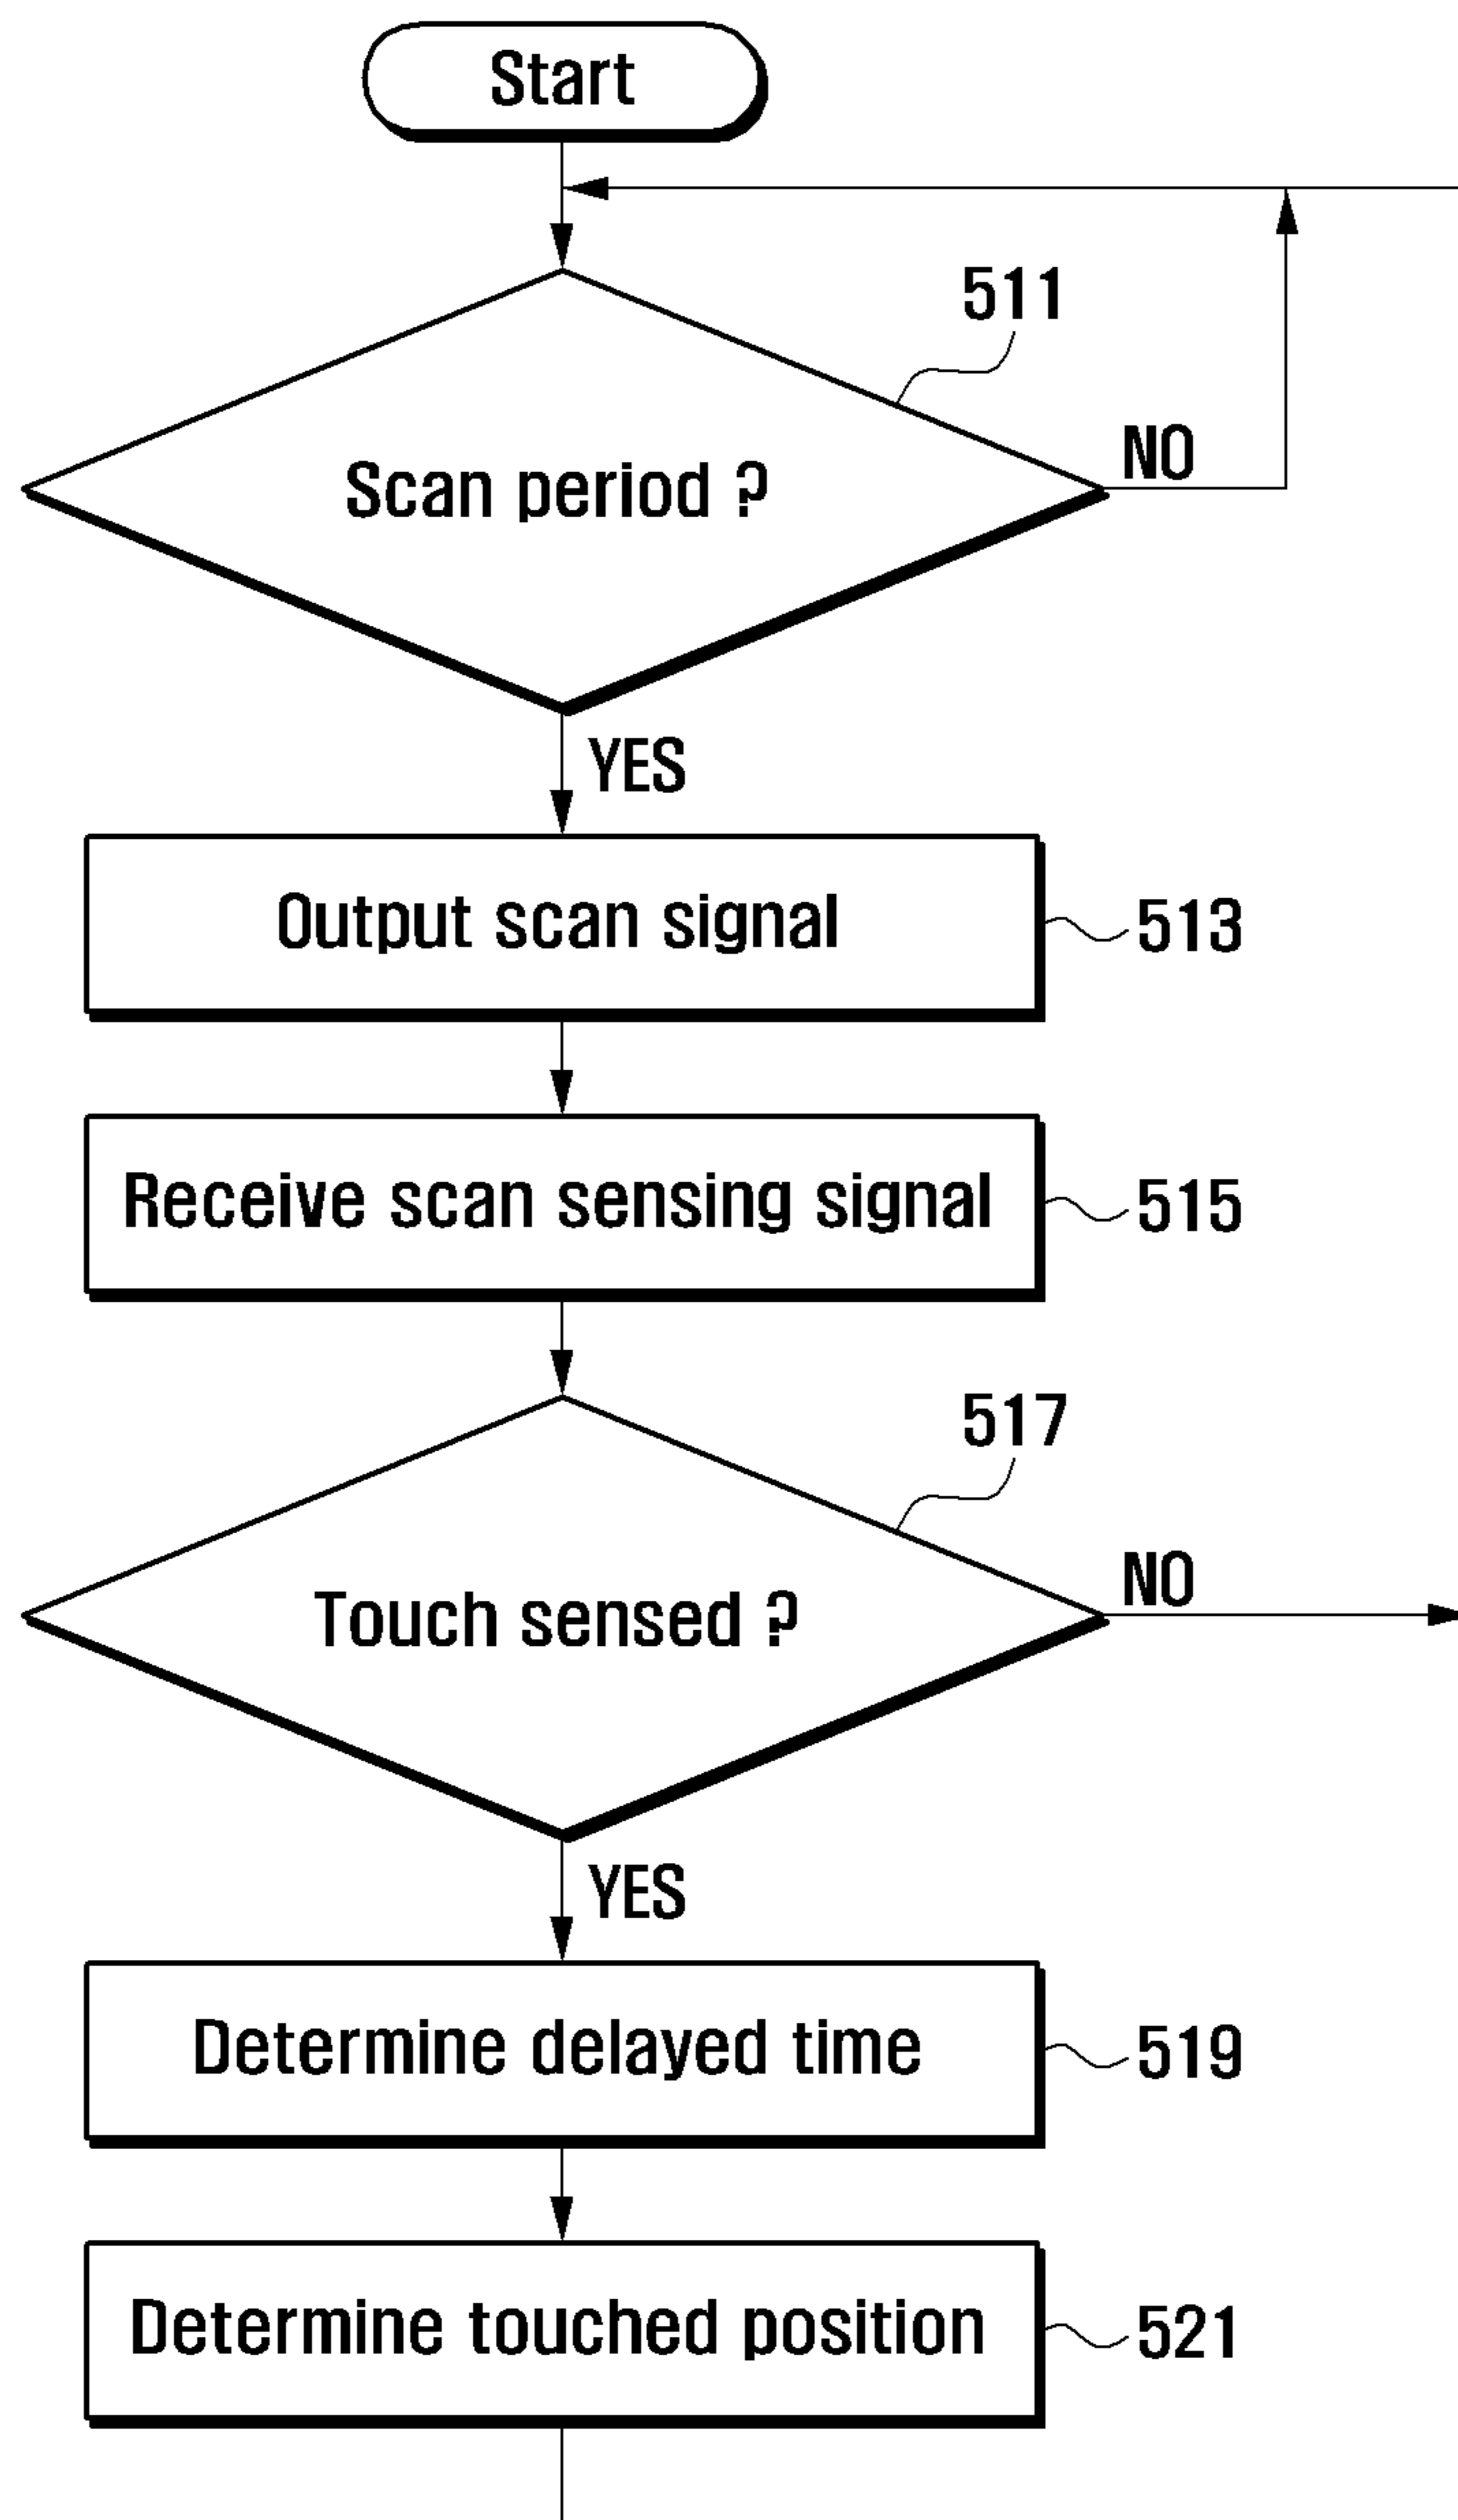 Start
511
Scan period ?
NO
YES
Output scan signal
513
Receive scan sensing signal
515
517
Touch sensed ?
NO
YES
Determine delayed time
519
Determine touched position
521